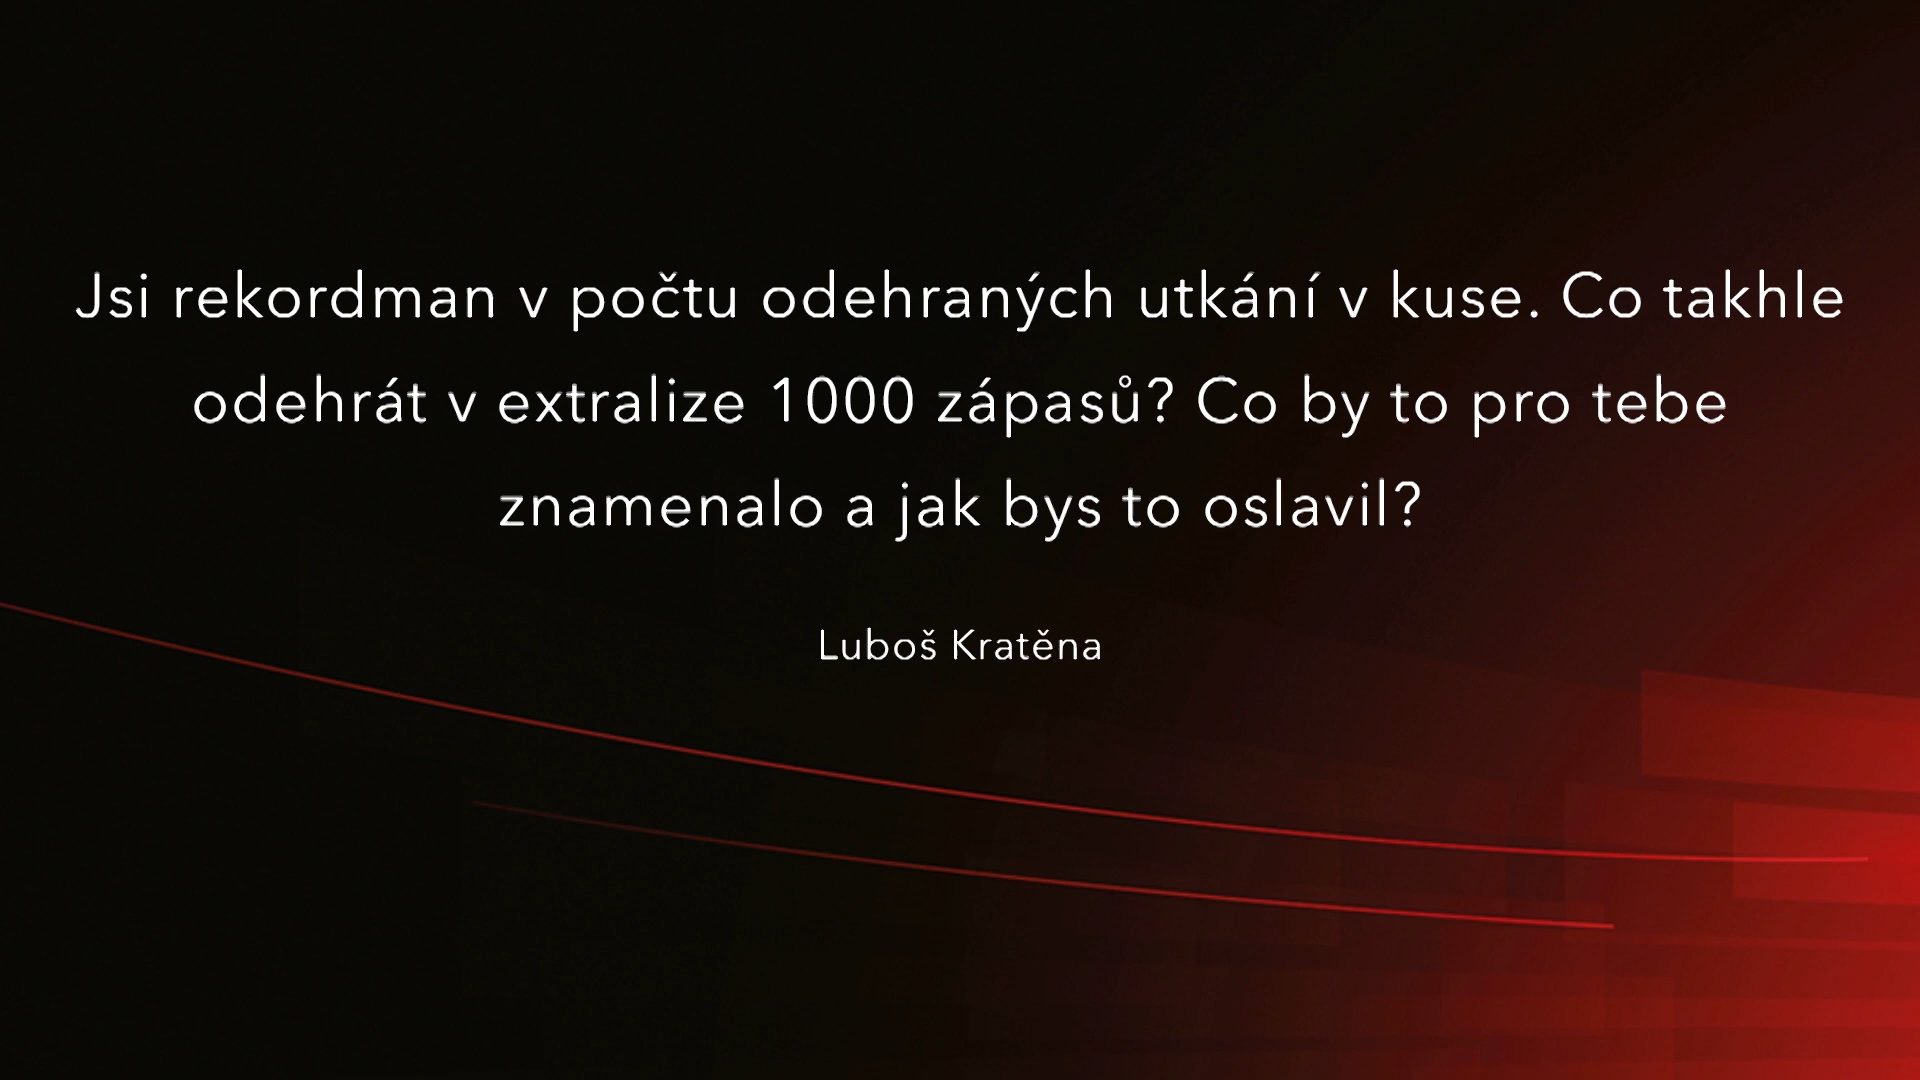 Jsi rekordman v počtu odehraných utkání v kuse. Co takhle
odehrát v extralize 1000 zápasů? Co by to pro tebe
znamenalo a jak bys to oslavil?
Luboš Kratěna